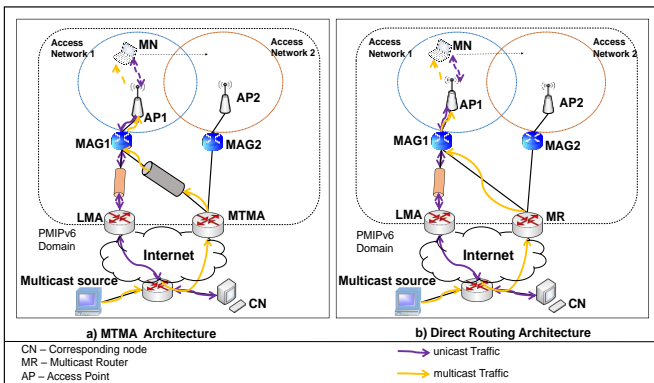 Access
Network 1
MN
Access
Network 2
AP1
AP2
MAG1
MAG2
LMA
MTMA
PMIPv6
Domain
Internet
Multicast source
CN
a) MTMA Architecture
Access
Network 1
MN
Access
Network 2
AP1
AP2
MAG1
MAG2
LMA
MR
PMIPv6
Domain
Internet
Multicast source
CN
b) Direct Routing Architecture
CN – Corresponding node
MR – Multicast Router
AP – Access Point
unicast Traffic
multicast Traffic